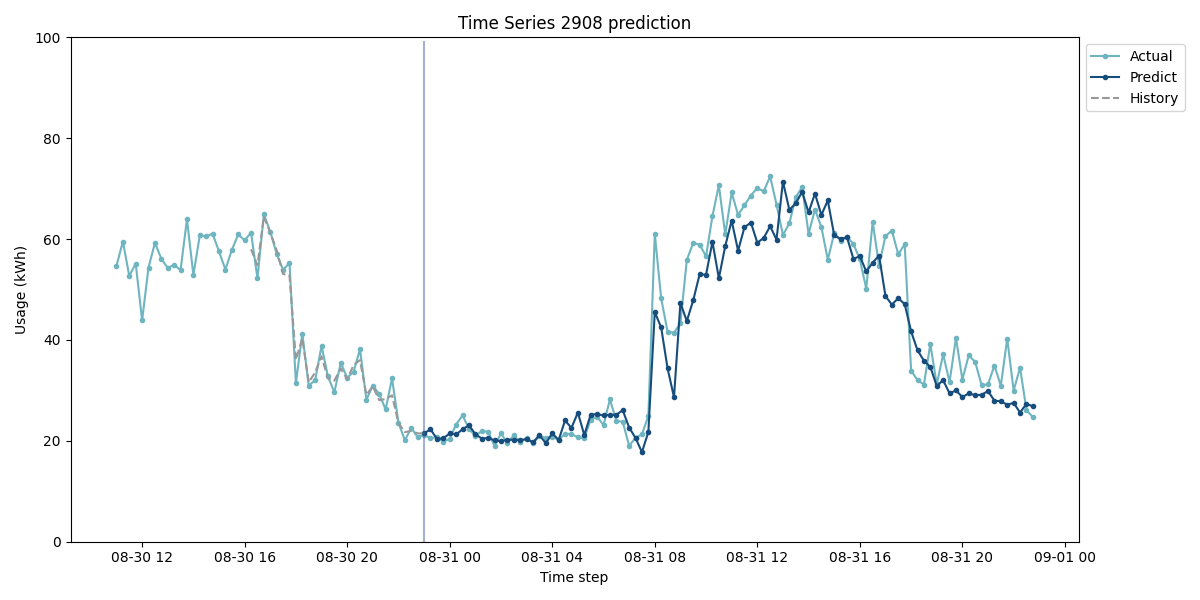 Time Series 2908 prediction
100
80
60
40
20
0
Usage (kWh)
08-30 12
08-30 16
08-30 20
08-31 00
08-31 04
08-31 08
08-31 12
08-31 16
08-31 20
09-01 00
Time step
Actual
Predict
History